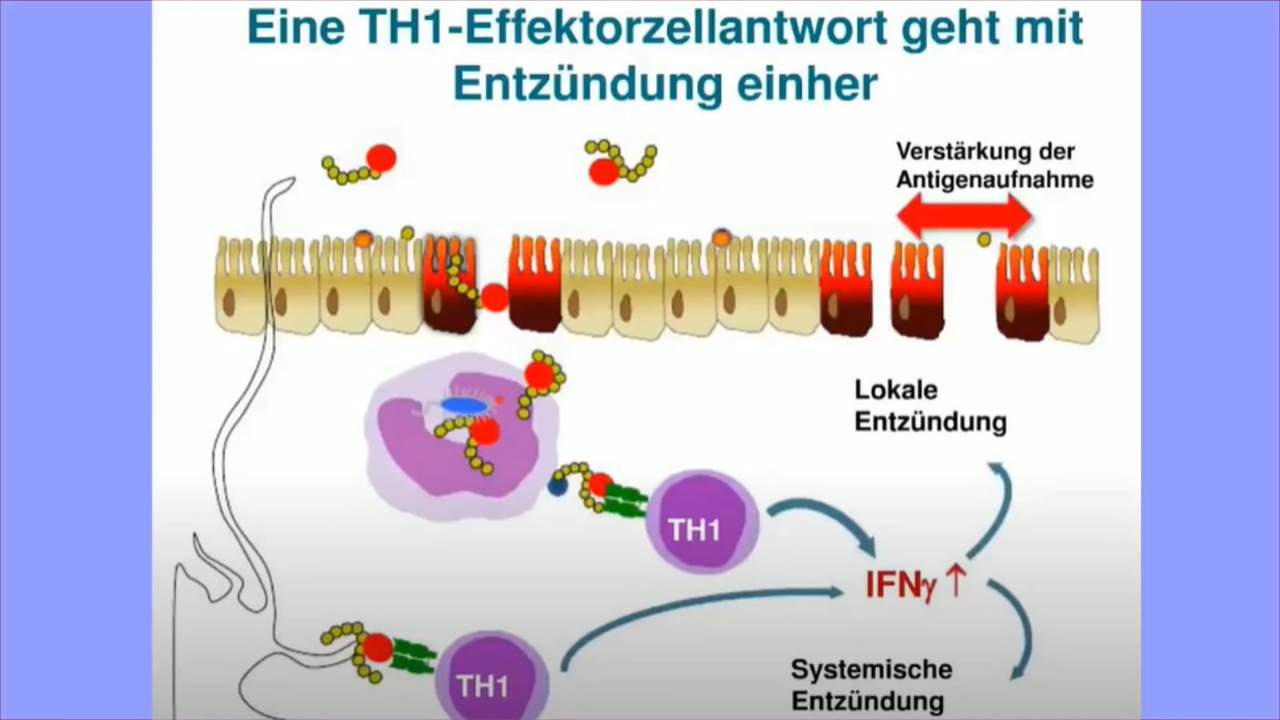 Eine TH1-Effektorzellantwort geht mit
Entzündung einher
Verstärkung der
Antigenaufnahme
Lokale
Entzündung
TH1
IFNγ ↑
TH1
Systemische
Entzündung